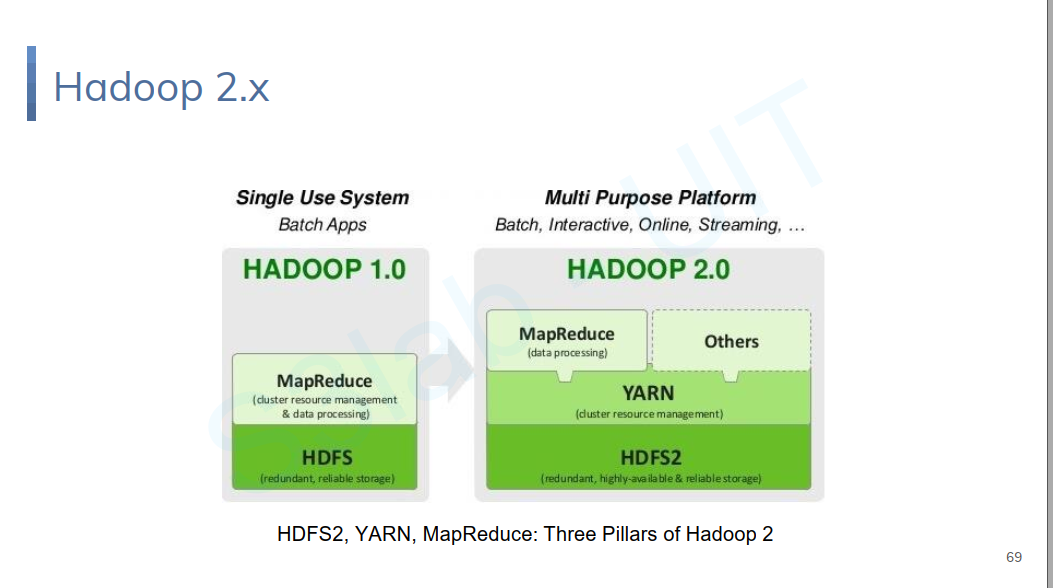 Hadoop 2.x
Single Use System
Batch Apps
HADOOP 1.0
MapReduce
(cluster resource management
& data processing)
HDFS
(redundant, reliable storage)
Multi Purpose Platform
Batch, Interactive, Online, Streaming, ...
HADOOP 2.0
MapReduce
(data processing)
Others
YARN
(cluster resource management)
HDFS2
(redundant, highly-available & reliable storage)
HDFS2, YARN, MapReduce: Three Pillars of Hadoop 2
69